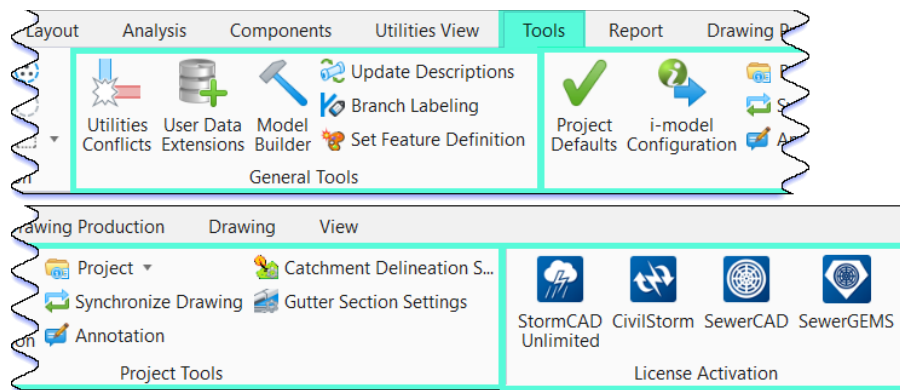 Layout Analysis Components Utilities View Tools Report Drawing
Update Descriptions
Branch Labeling
Set Feature Definition
Utilities Conflicts
User Data Extensions
Model Builder
General Tools
Project Defaults
i-model Configuration
Drawing Production Drawing View
Project
Synchronize Drawing
Annotation
Catchment Delineation S...
Gutter Section Settings
Project Tools
StormCAD Unlimited
CivilStorm
SewerCAD
SewerGEMS
License Activation